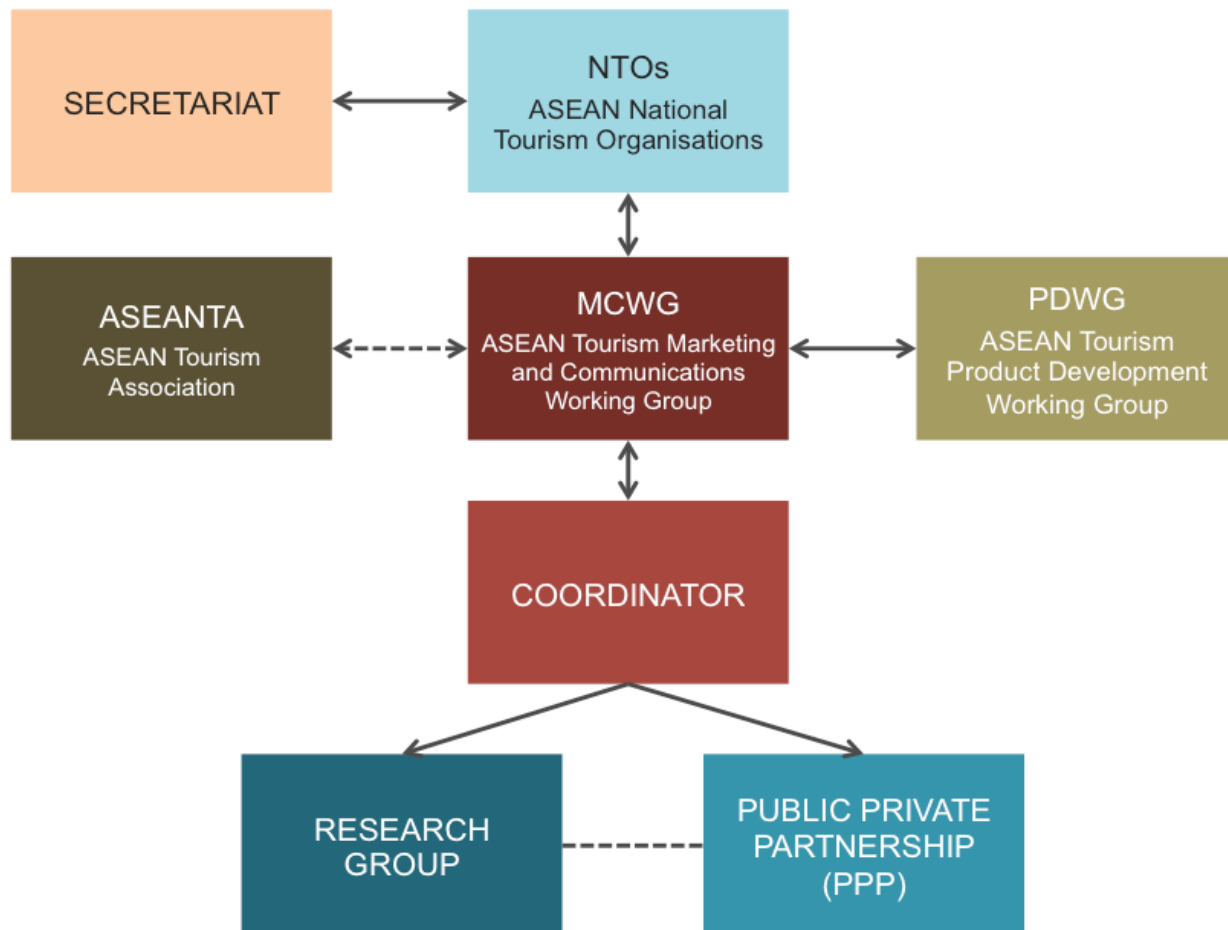 SECRETARIAT
NTOs
ASEAN National
Tourism Organisations
ASEANTA
ASEAN Tourism
Association
MCWG
ASEAN Tourism Marketing
and Communications
Working Group
PDWG
ASEAN Tourism
Product Development
Working Group
COORDINATOR
RESEARCH
GROUP
PUBLIC PRIVATE
PARTNERSHIP
(PPP)